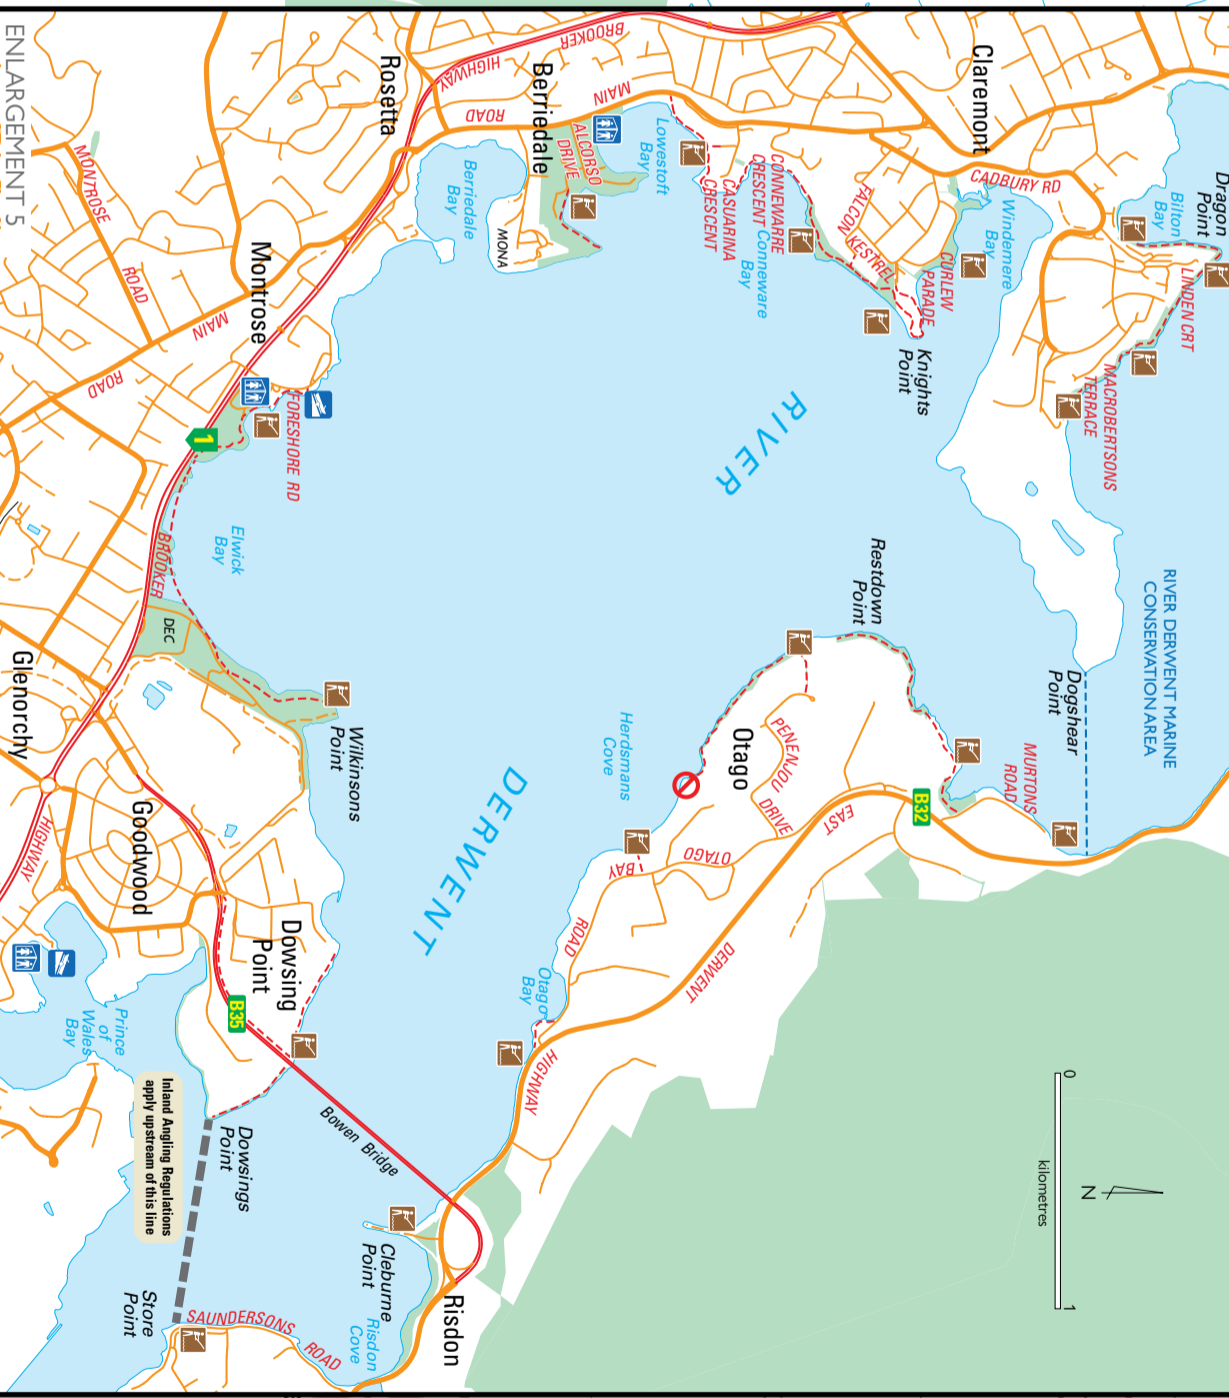 ENLARGEMENT 5
Claremont
CADBURY RD
Dragon
Point
Bilton
Bay
LINDEN CRT
MACROBERTSONS
TERRACE
Windemere
Bay
CURLEW
PARADE
FALCON
KESTREL
Knights
Point
CONNEWARRE
CRESCENT
Conneware
Bay
CASUARINA
CRESCENT
Lowestoft
Bay
BROOKER
HIGHWAY
MAIN
ROAD
Berriedale
ALCORSO
DRIVE
Rosetta
Berriedale
Bay
MONA
MONTROSE
ROAD
Montrose
MAIN
ROAD
FORESHORE RD
1
Elwick
Bay
BROOKER
DEC
Glenorchy
HIGHWAY
Wilkinsons
Point
Goodwood
Dowsing
Point
B35
Prince
of
Wales
Bay
Inland Angling Regulations
apply upstream of this line
Dowsings
Point
Bowen Bridge
Store
Point
SAUNDERSONS
ROAD
Cleburne
Point
Risdon
Cove
Risdon
RIVER
DERWENT
RIVER DERWENT MARINE
CONSERVATION AREA
Dogshear
Point
Restdown
Point
MURTONS
ROAD
B32
Otago
PENENJOU
DRIVE
Herdsmans
Cove
EAST
DERWENT
HIGHWAY
OTAGO
BAY
ROAD
Otago
Bay
0
1
kilometres
N